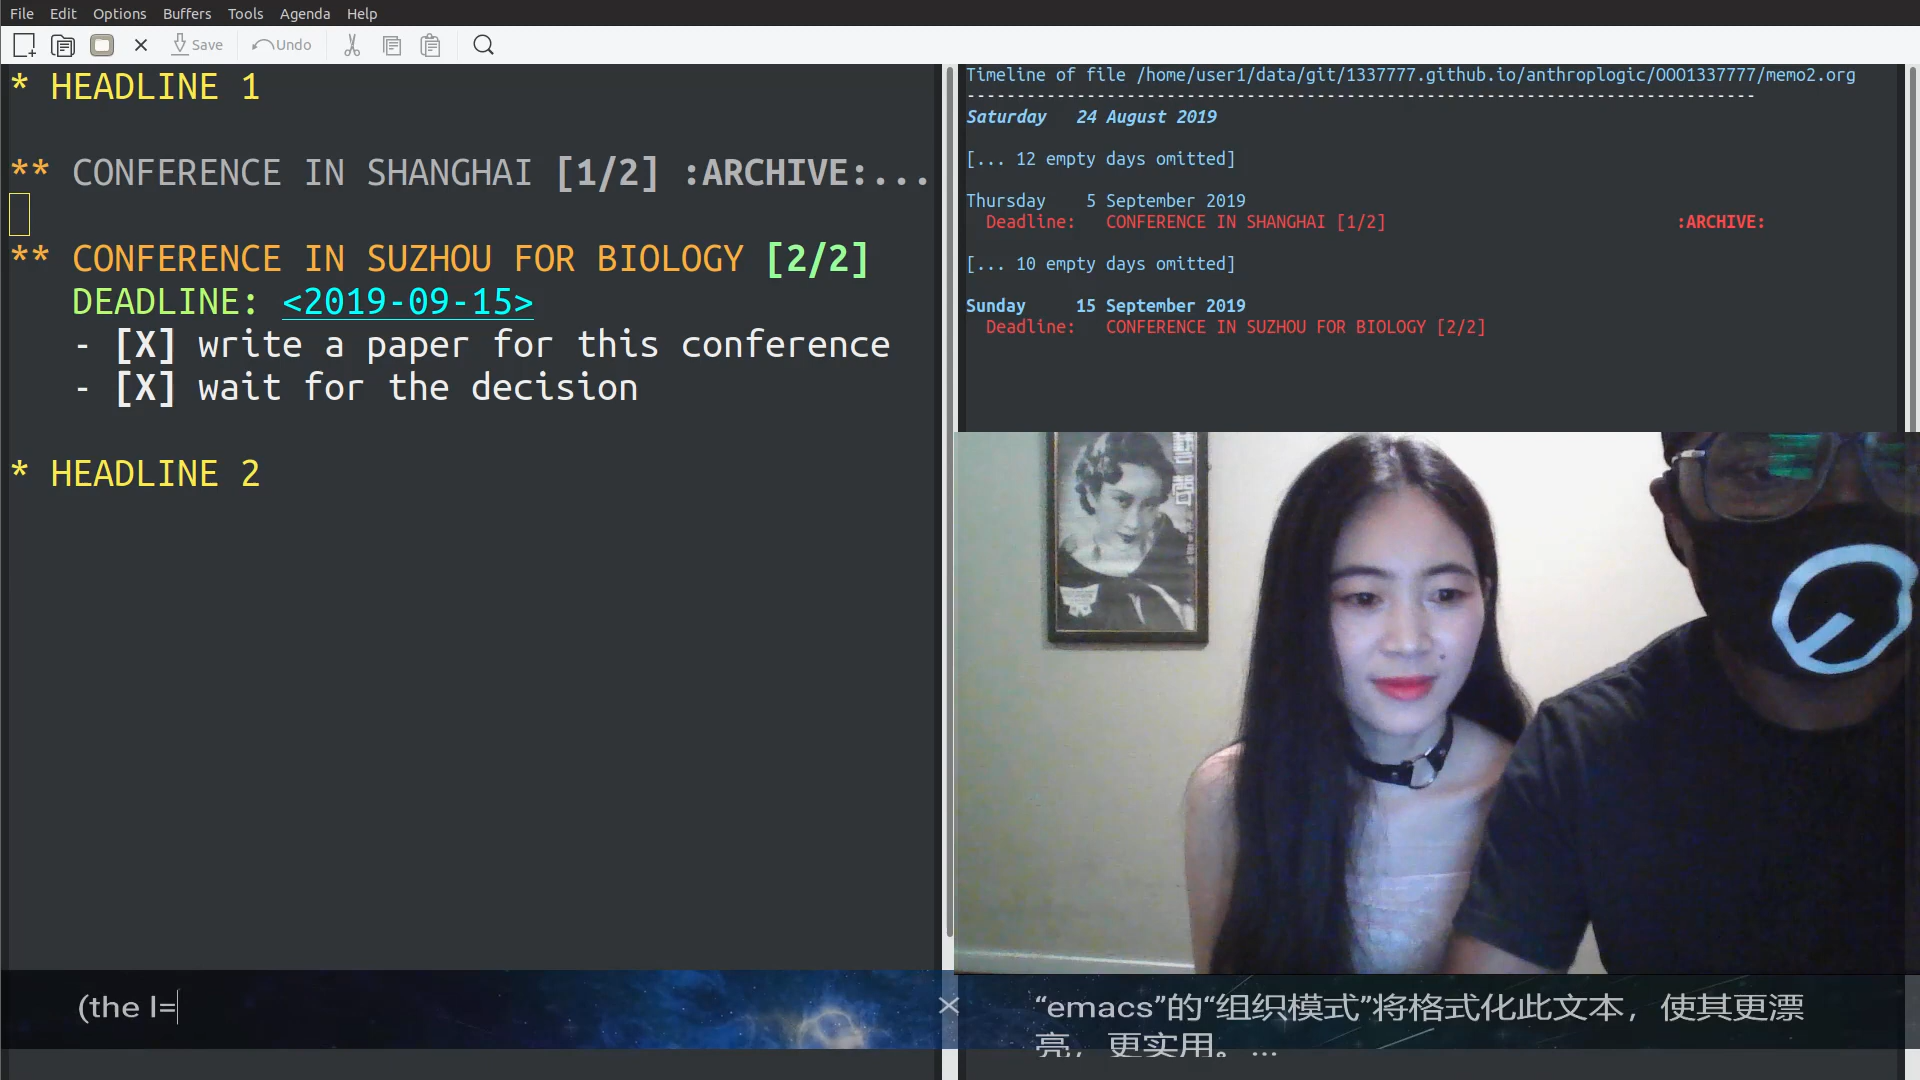 File Edit Options Buffers Tools Agenda Help
Save Undo
* HEADLINE 1
** CONFERENCE IN SHANGHAI [1/2] :ARCHIVE:...
** CONFERENCE IN SUZHOU FOR BIOLOGY [2/2]
DEADLINE: <2019-09-15>
- [X] write a paper for this conference
- [X] wait for the decision
* HEADLINE 2
Timeline of file /home/user1/data/git/1337777.github.io/anthroplogic/OOO1337777/memo2.org
-------------------------------------------------------------------------------
Saturday 24 August 2019
[... 12 empty days omitted]
Thursday 5 September 2019
Deadline: CONFERENCE IN SHANGHAI [1/2] :ARCHIVE:
[... 10 empty days omitted]
Sunday 15 September 2019
Deadline: CONFERENCE IN SUZHOU FOR BIOLOGY [2/2]
(the l=
“emacs”的“组织模式”将格式化此文本，使其更漂
亮，更实用。...